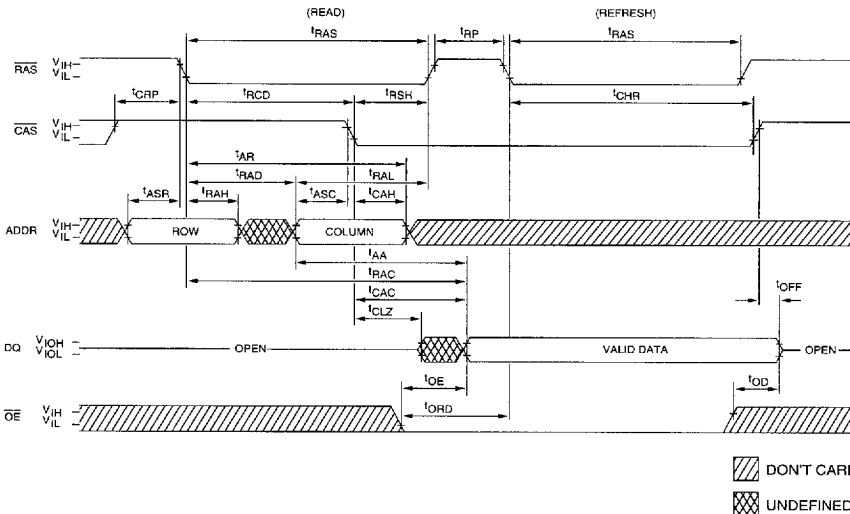 (READ) (REFRESH)
tRAS tRP tRAS
RAS VIH VIL
tCRP tRCD tRSH tCHR
CAS VIH VIL
tAR
tRAD tRAL
tASR tRAH tASC tCAH
ADDR VIH VIL ROW COLUMN
tAA
tRAC
tCAC tOFF
tCLZ
DQ VIOH VIOL OPEN VALID DATA OPEN
tOE tOD
tORD
OE VIH VIL
DON'T CARE
UNDEFINED